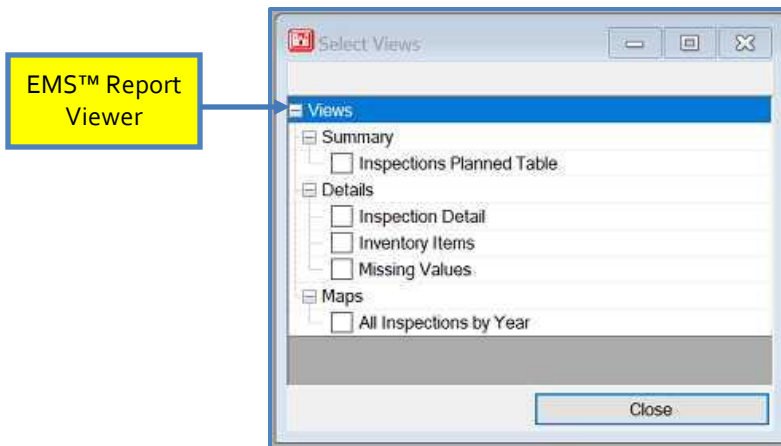 EMS™ Report
Viewer
Select Views
Views
Summary
Inspections Planned Table
Details
Inspection Detail
Inventory Items
Missing Values
Maps
All Inspections by Year
Close